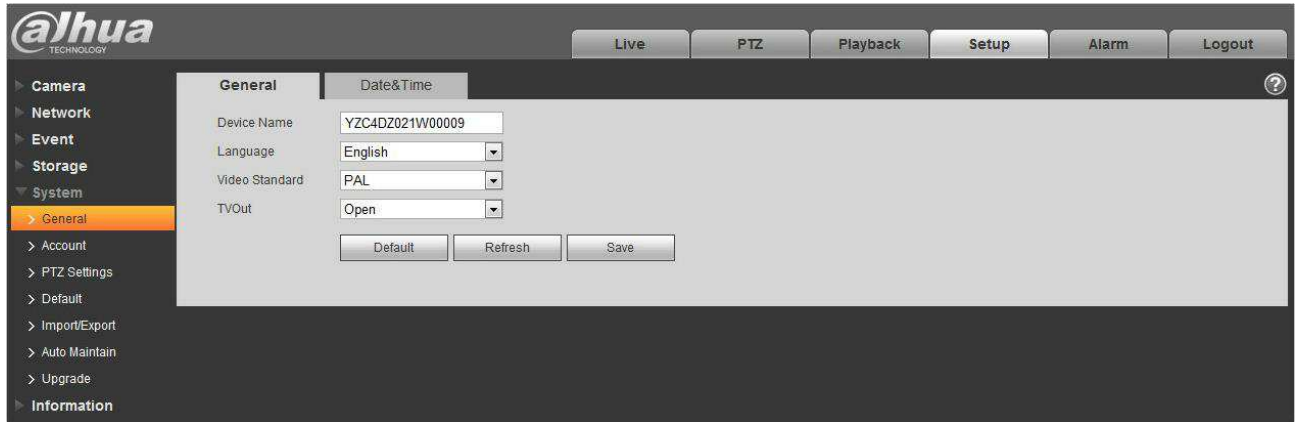 alhua
TECHNOLOGY
Live PTZ Playback Setup Alarm Logout
Camera
Network
Event
Storage
System
General
Account
PTZ Settings
Default
Import/Export
Auto Maintain
Upgrade
Information
General Date&Time
?
Device Name YZC4DZ021W00009
Language English
Video Standard PAL
TVOut Open
Default Refresh Save